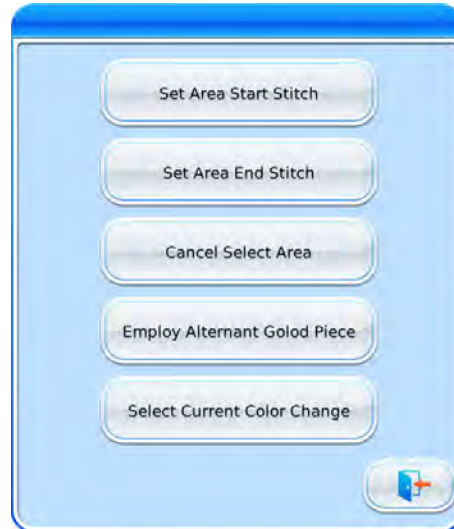 Set Area Start Stitch
Set Area End Stitch
Cancel Select Area
Employ Alternant Golod Piece
Select Current Color Change